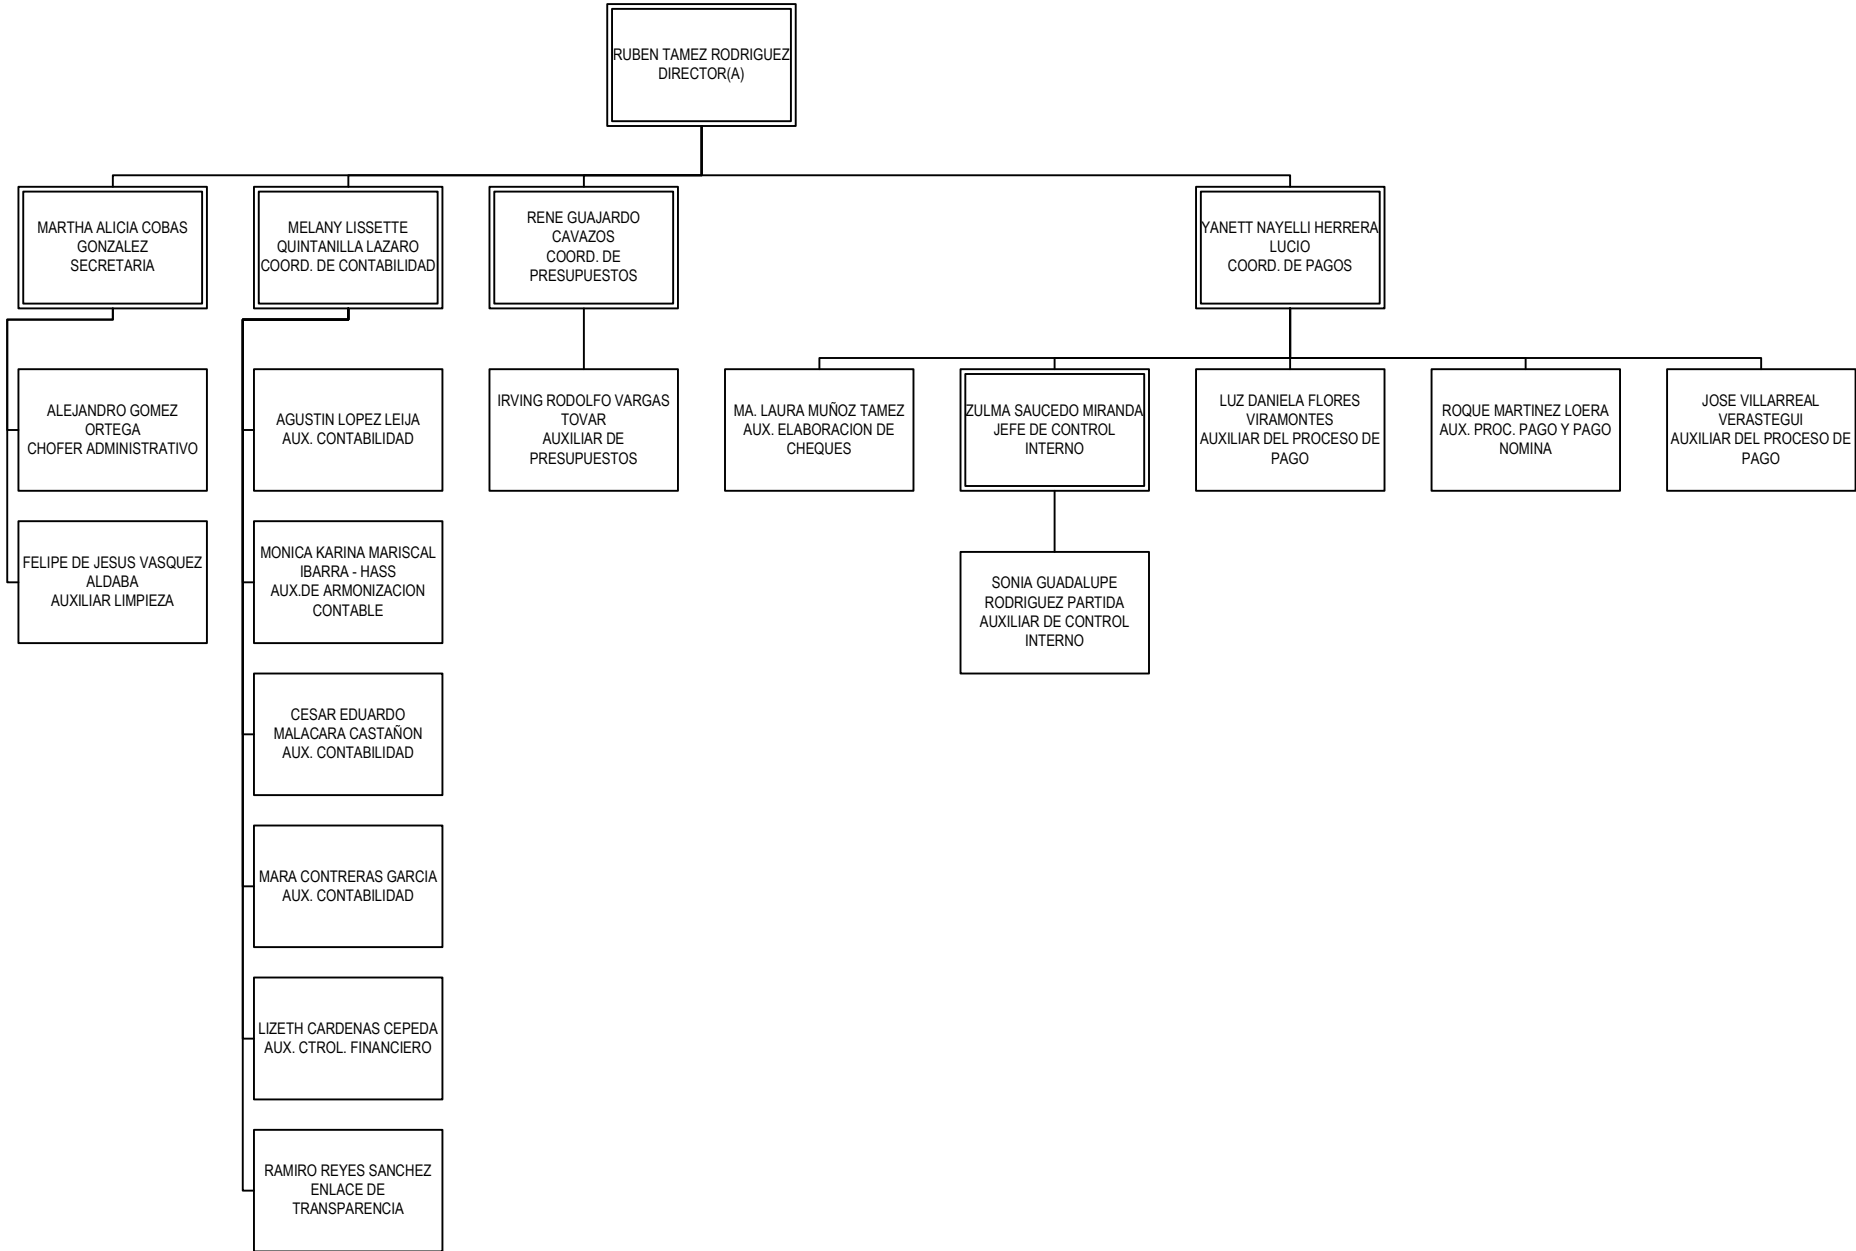 RUBEN TAMEZ RODRIGUEZ
DIRECTOR(A)
MARTHA ALICIA COBAS
GONZALEZ
SECRETARIA
MELANY LISSETTE
QUINTANILLA LAZARO
COORD. DE CONTABILIDAD
RENE GUAJARDO
CAVAZOS
COORD. DE
PRESUPUESTOS
YANETT NAYELLI HERRERA
LUCIO
COORD. DE PAGOS
ALEJANDRO GOMEZ
ORTEGA
CHOFER ADMINISTRATIVO
AGUSTIN LOPEZ LEIJA
AUX. CONTABILIDAD
IRVING RODOLFO VARGAS
TOVAR
AUXILIAR DE
PRESUPUESTOS
MA. LAURA MUÑOZ TAMEZ
AUX. ELABORACION DE
CHEQUES
ZULMA SAUCEDO MIRANDA
JEFE DE CONTROL
INTERNO
LUZ DANIELA FLORES
VIRAMONTES
AUXILIAR DEL PROCESO DE
PAGO
ROQUE MARTINEZ LOERA
AUX. PROC. PAGO Y PAGO
NOMINA
JOSE VILLARREAL
VERASTEGUI
AUXILIAR DEL PROCESO DE
PAGO
FELIPE DE JESUS VASQUEZ
ALDABA
AUXILIAR LIMPIEZA
MONICA KARINA MARISCAL
IBARRA - HASS
AUX.DE ARMONIZACION
CONTABLE
SONIA GUADALUPE
RODRIGUEZ PARTIDA
AUXILIAR DE CONTROL
INTERNO
CESAR EDUARDO
MALACARA CASTAÑON
AUX. CONTABILIDAD
MARA CONTRERAS GARCIA
AUX. CONTABILIDAD
LIZETH CARDENAS CEPEDA
AUX. CTROL. FINANCIERO
RAMIRO REYES SANCHEZ
ENLACE DE
TRANSPARENCIA